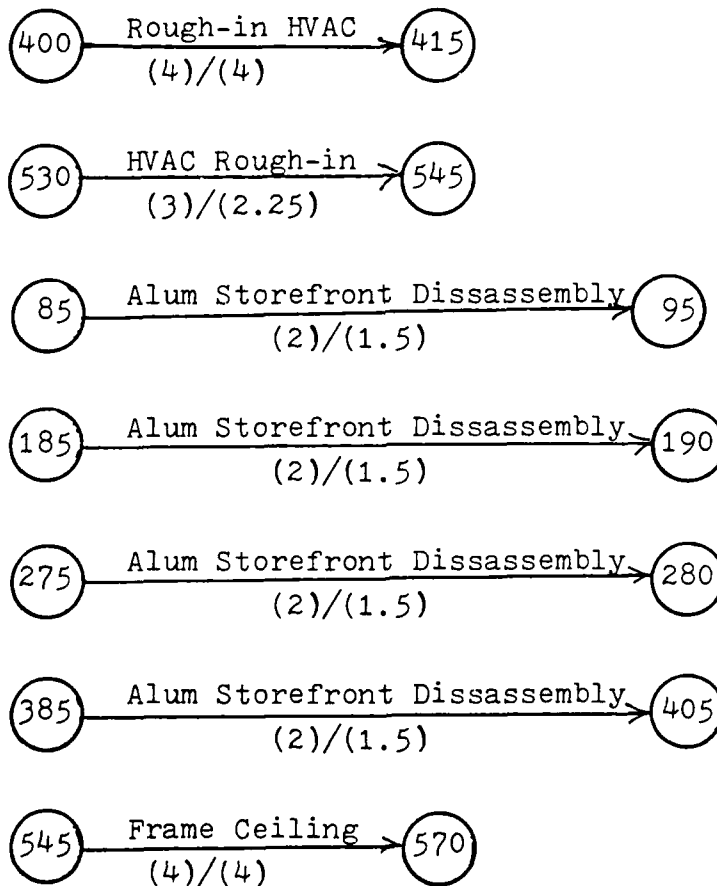 Rough-in HVAC
400 415
(4)/(4)
HVAC Rough-in
530 545
(3)/(2.25)
Alum Storefront Dissassembly
85 95
(2)/(1.5)
Alum Storefront Dissassembly
185 190
(2)/(1.5)
Alum Storefront Dissassembly
275 280
(2)/(1.5)
Alum Storefront Dissassembly
385 405
(2)/(1.5)
Frame Ceiling
545 570
(4)/(4)